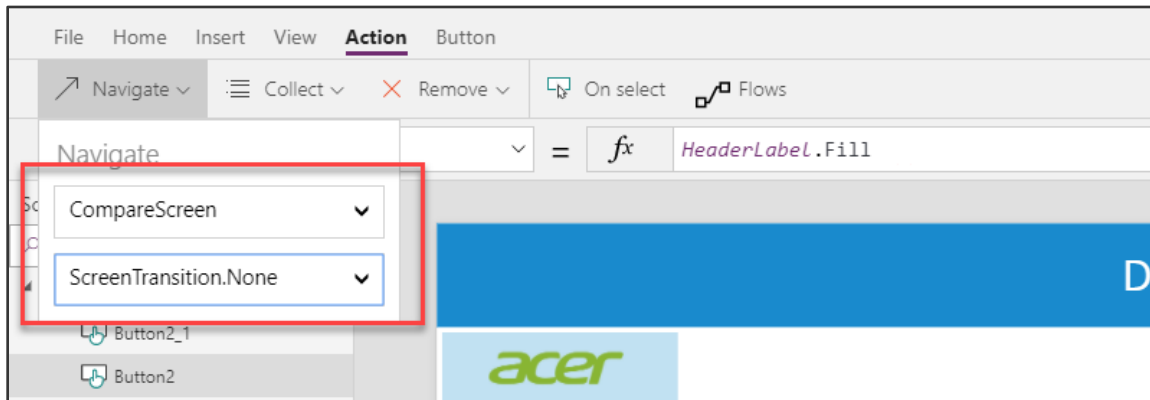 File Home Insert View Action Button
Navigate Collect Remove On select Flows
Navigate
= fx HeaderLabel.Fill
CompareScreen
ScreenTransition.None
D
Button2_1
Button2
acer